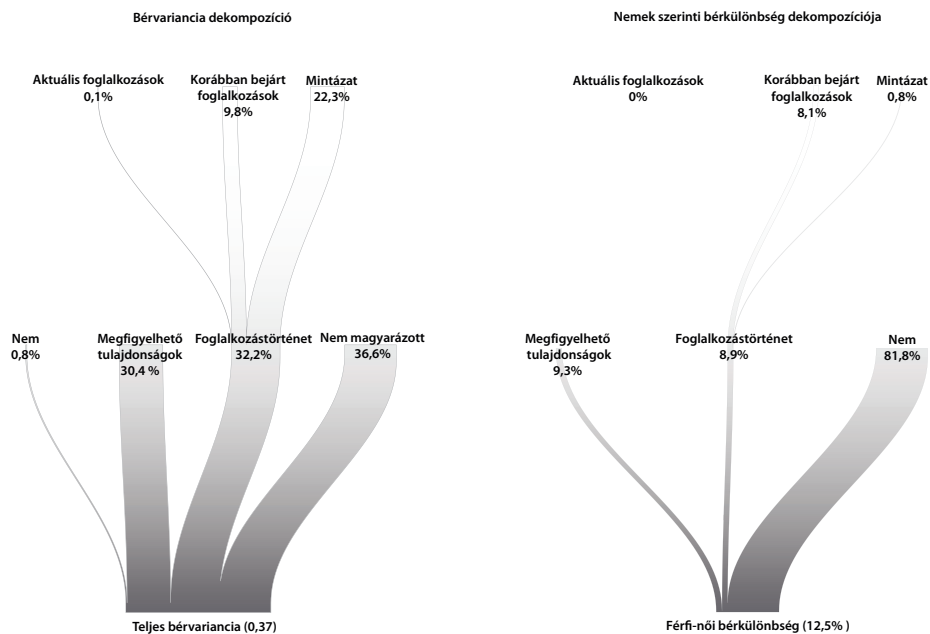 Bérvariancia dekompozíció
Aktuális foglalkozások
0,1%
Korábban bejárt
foglalkozások
9,8%
Mintázat
22,3%
Nem
0,8%
Megfigyelhető
tulajdonságok
30,4 %
Foglalkozástörténet
32,2%
Nem magyarázott
36,6%
Teljes bérvariancia (0,37)
Nemek szerinti bérkülönbség dekompozíciója
Aktuális foglalkozások
0%
Korábban bejárt
foglalkozások
8,1%
Mintázat
0,8%
Megfigyelhető
tulajdonságok
9,3%
Foglalkozástörténet
8,9%
Nem
81,8%
Férfi-női bérkülönbség (12,5% )